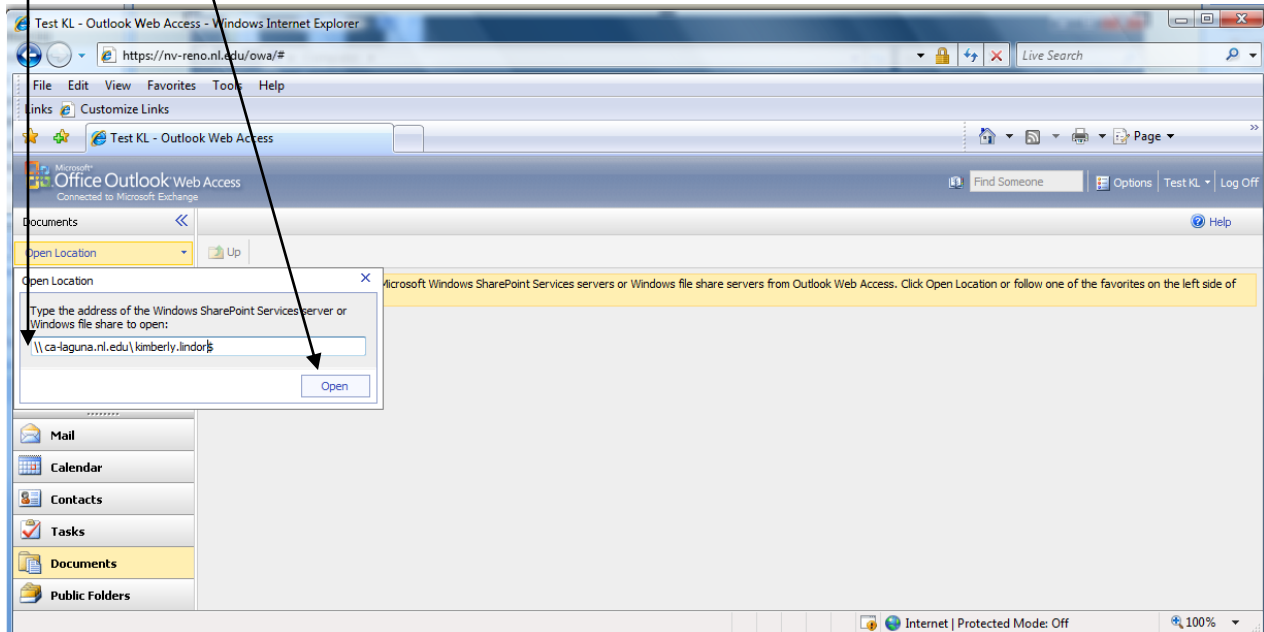 Test KL - Outlook Web Access - Windows Internet Explorer
https://nv-reno.nl.edu/owa/#
Live Search
File Edit View Favorites Tools Help
Links Customize Links
Test KL - Outlook Web Access
Page
Microsoft
Office Outlook Web Access
Connected to Microsoft Exchange
Find Someone Options Test KL Log Off
Documents Help
Open Location Up
Open Location
Microsoft Windows SharePoint Services servers or Windows file share servers from Outlook Web Access. Click Open Location or follow one of the favorites on the left side of
Type the address of the Windows SharePoint Services server or
Windows file share to open:
\\ca-laguna.nl.edu\kimberly.lindor$
Open
Mail
Calendar
Contacts
Tasks
Documents
Public Folders
Internet | Protected Mode: Off 100%